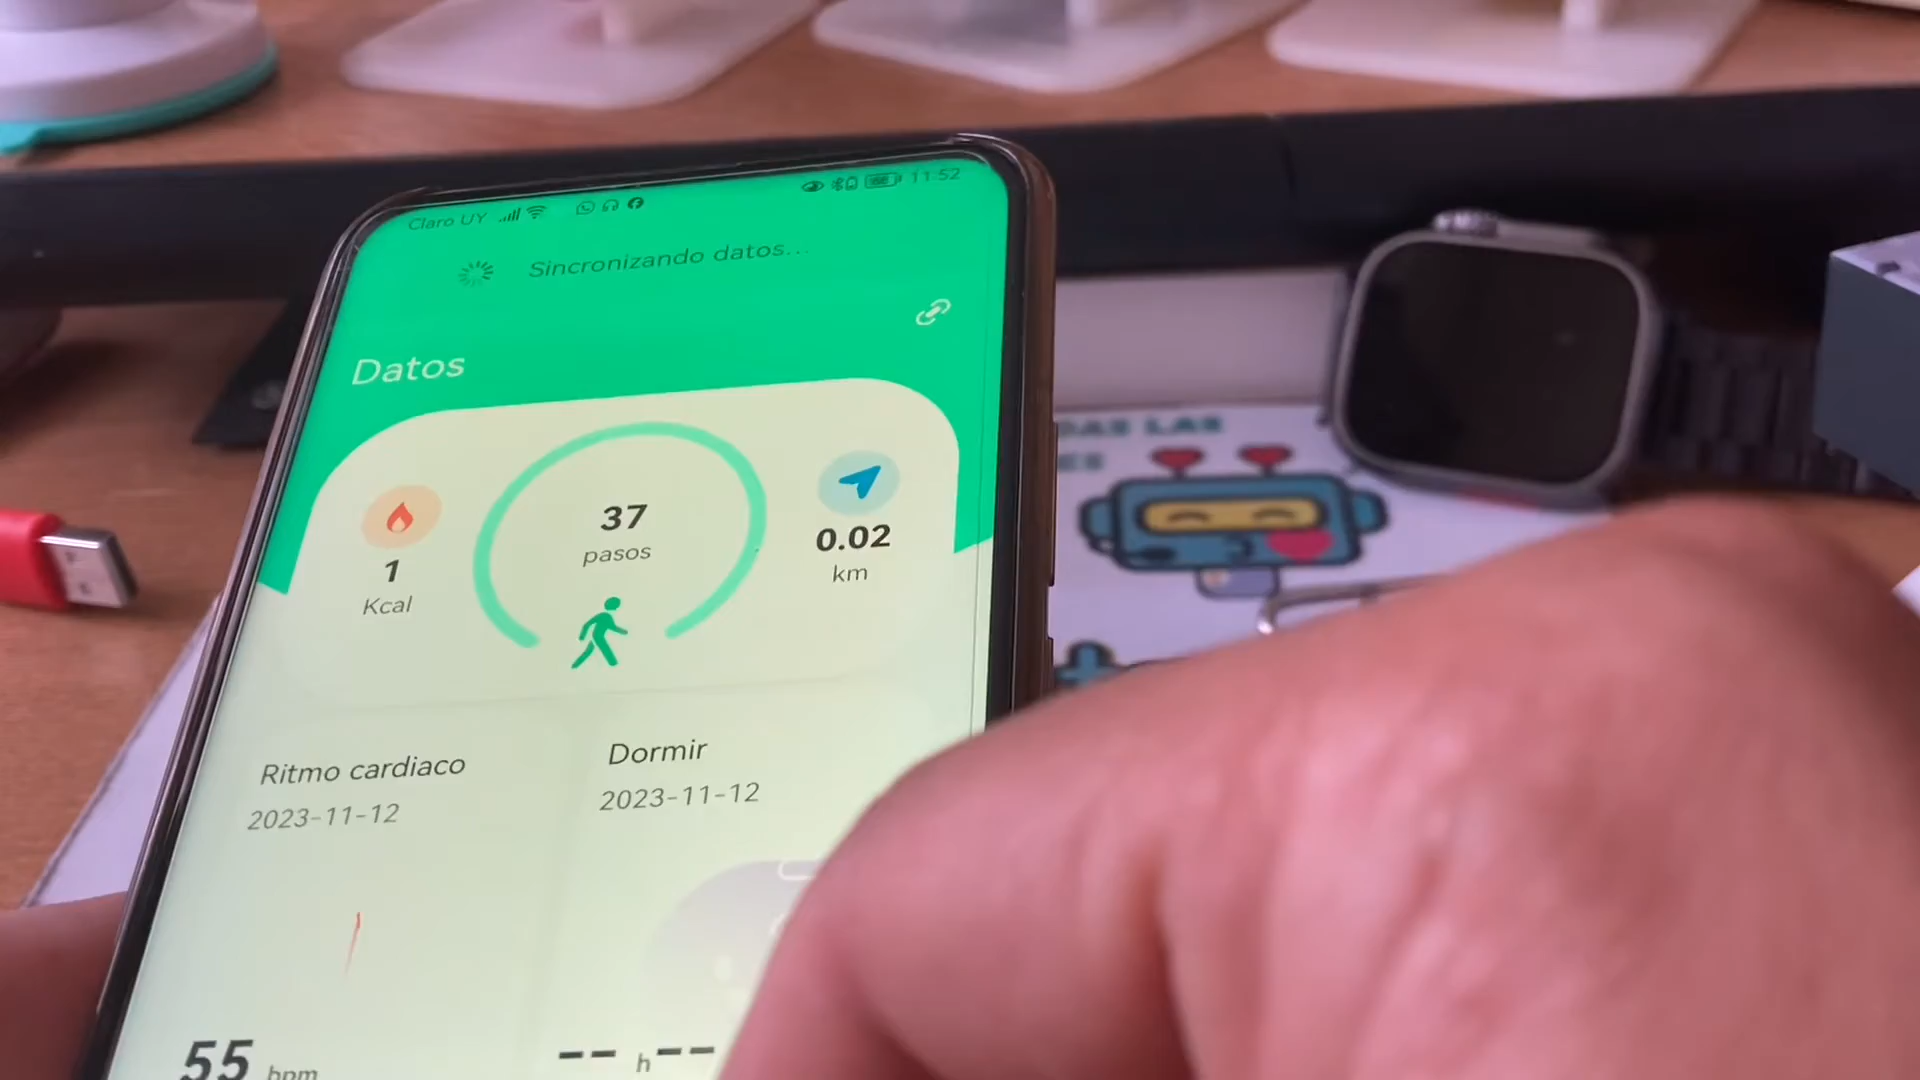 Claro UY
11:52
Sincronizando datos...
Datos
37
pasos
1
Kcal
0.02
km
Ritmo cardiaco
2023-11-12
Dormir
2023-11-12
55 bpm
-- h --